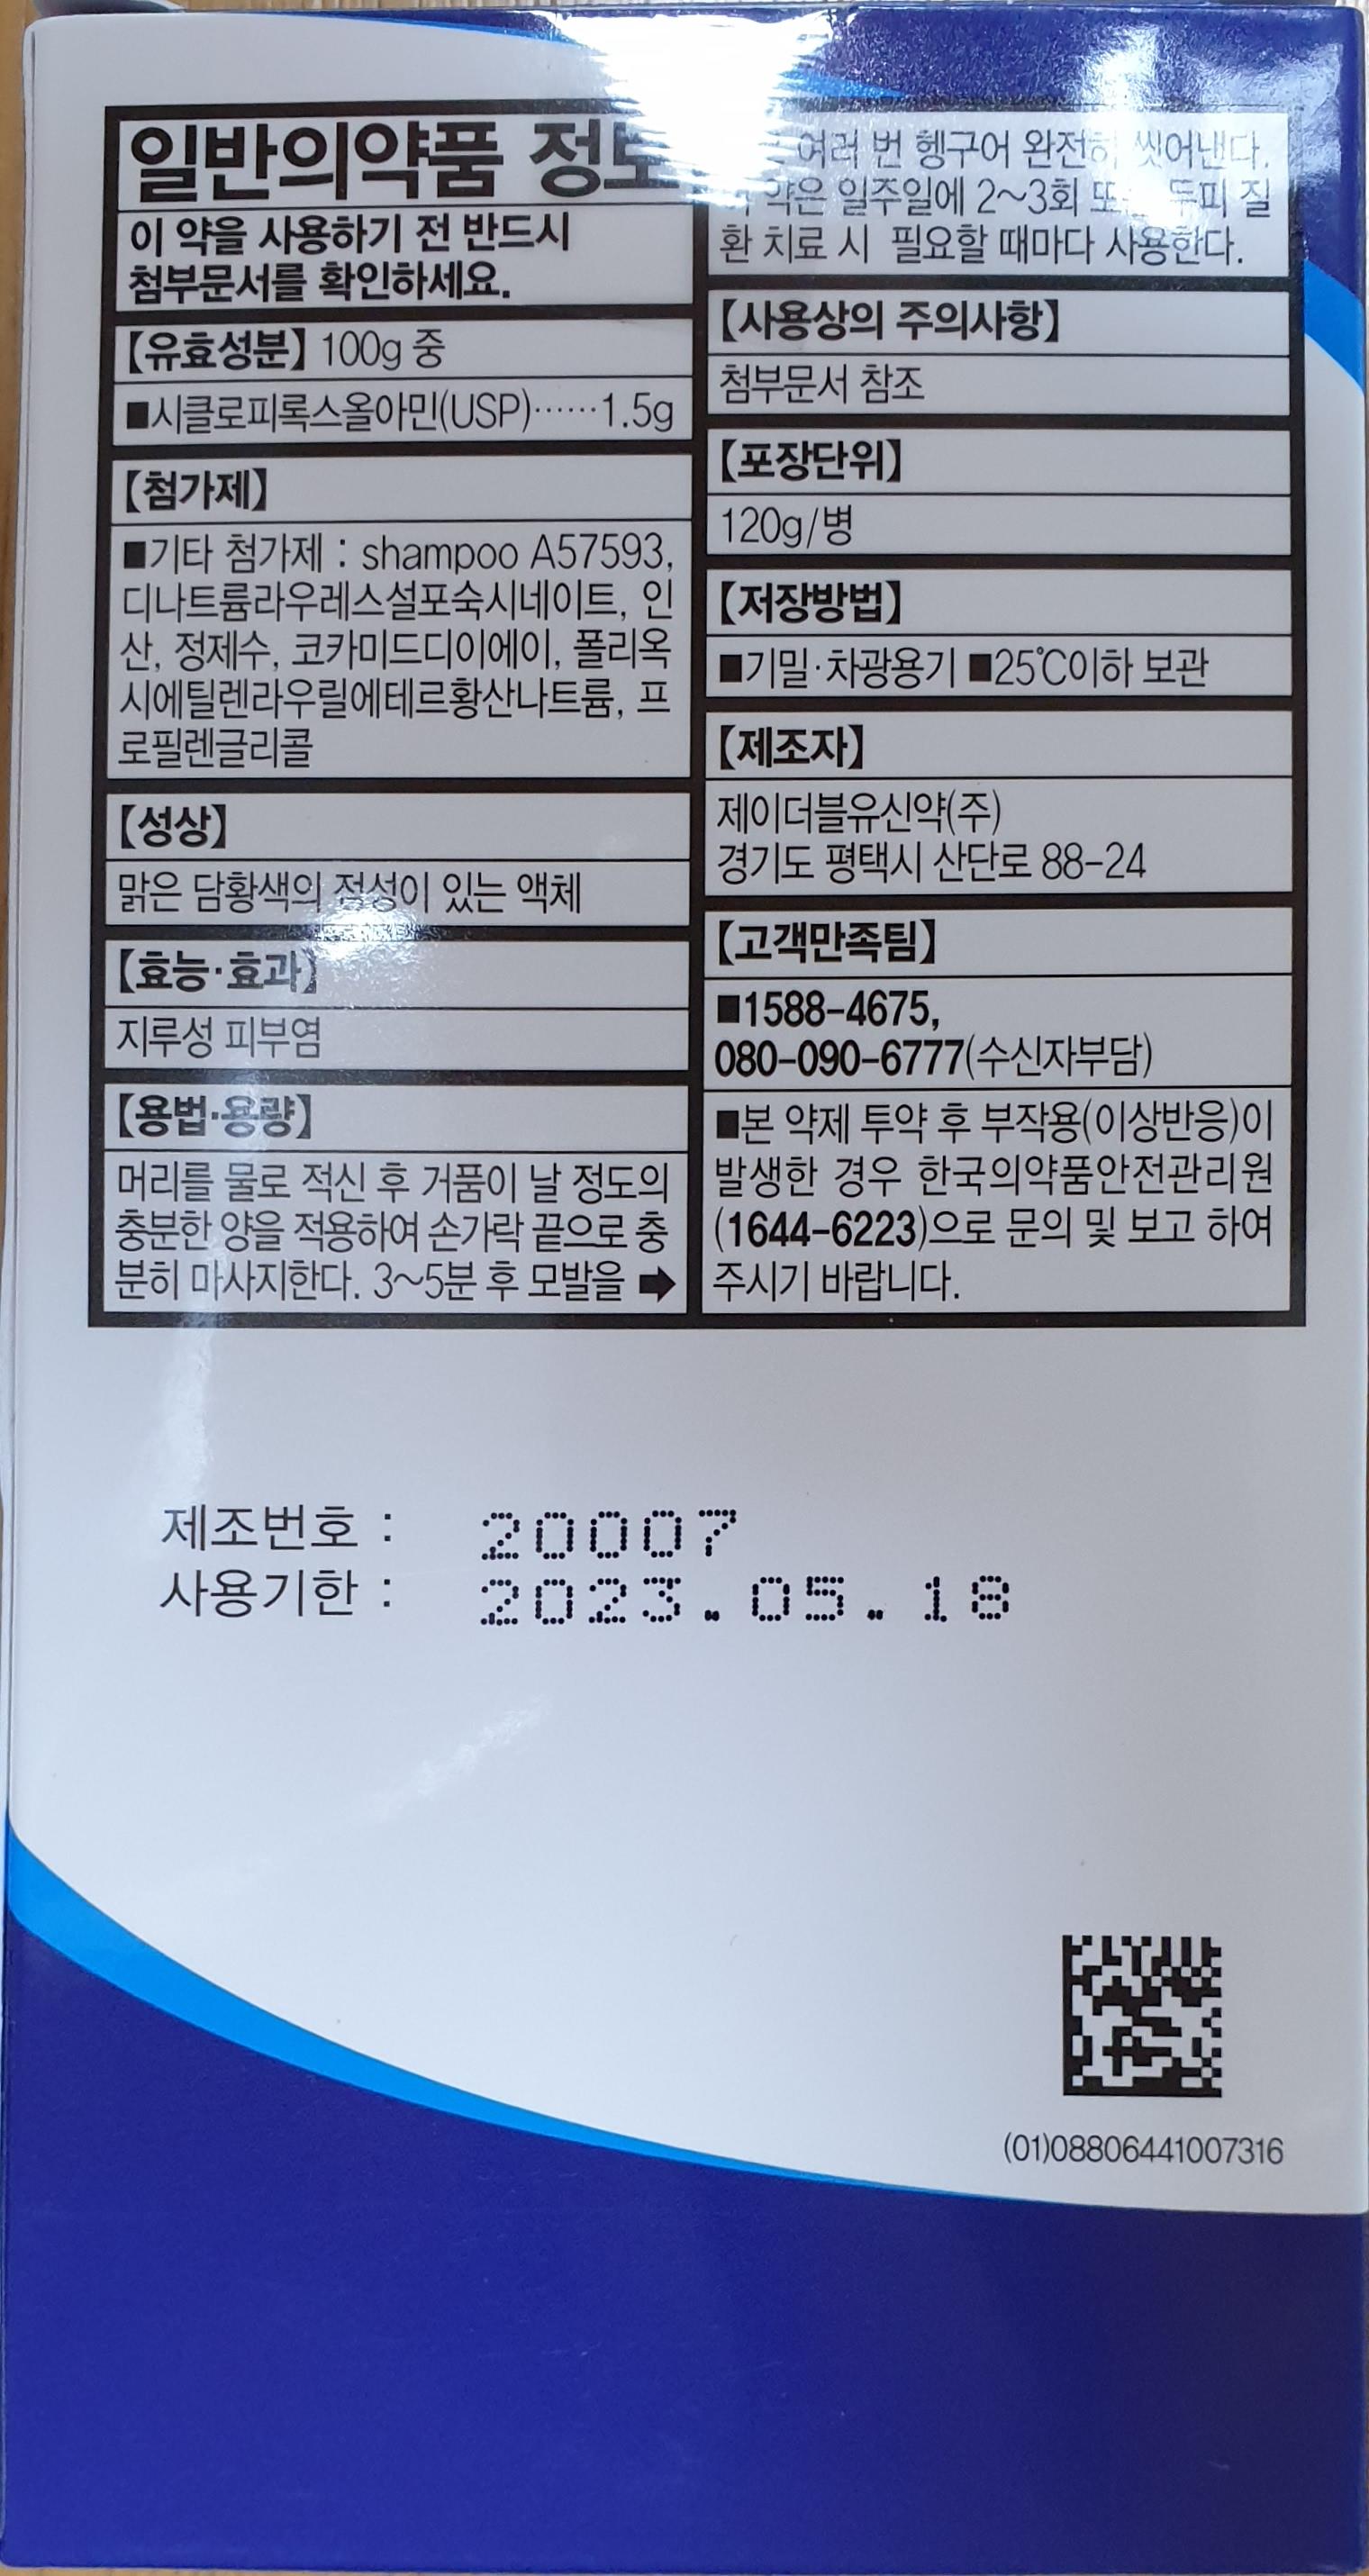 일반의약품 정보
이 약을 사용하기 전 반드시
첨부문서를 확인하세요.
【유효성분】 100g 중
■시클로피록스올아민(USP)······1.5g
【첨가제】
■기타 첨가제 : shampoo A57593,
디나트륨라우레스설포숙시네이트, 인
산, 정제수, 코카미드디이에이, 폴리옥
시에틸렌라우릴에테르황산나트륨, 프
로필렌글리콜
【성상】
맑은 담황색의 점성이 있는 액체
【효능·효과】
지루성 피부염
【용법·용량】
머리를 물로 적신 후 거품이 날 정도의
충분한 양을 적용하여 손가락 끝으로 충
분히 마사지한다. 3~5분 후 모발을 ➡
여러 번 헹구어 완전히 씻어낸다.
약은 일주일에 2~3회 또는 두피 질
환 치료 시 필요할 때마다 사용한다.
【사용상의 주의사항】
첨부문서 참조
【포장단위】
120g/병
【저장방법】
■기밀·차광용기 ■25℃이하 보관
【제조자】
제이더블유신약(주)
경기도 평택시 산단로 88-24
【고객만족팀】
■1588-4675,
080-090-6777(수신자부담)
■본 약제 투약 후 부작용(이상반응)이
발생한 경우 한국의약품안전관리원
(1644-6223)으로 문의 및 보고 하여
주시기 바랍니다.
제조번호 : 20007
사용기한 : 2023.05.18
(01)08806441007316